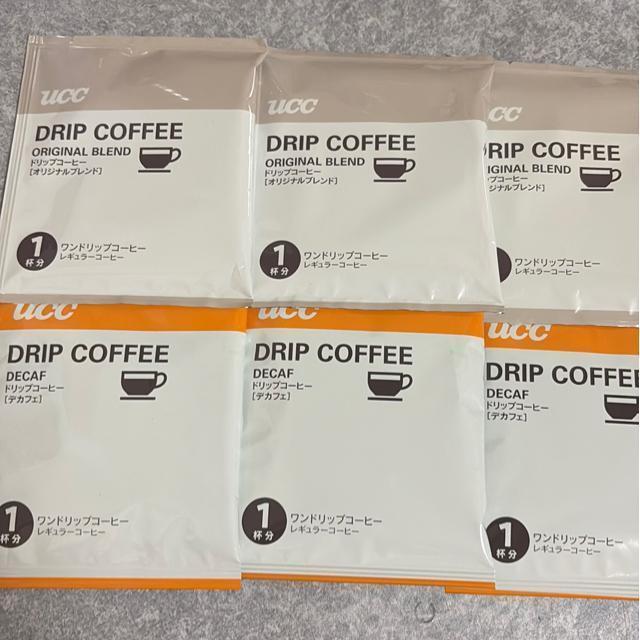 ucc
DRIP COFFEE
ORIGINAL BLEND
ドリップコーヒー
[オリジナルブレンド]
1
杯分
ワンドリップコーヒー
レギュラーコーヒー
ucc
DRIP COFFEE
ORIGINAL BLEND
ドリップコーヒー
[オリジナルブレンド]
1
杯分
ワンドリップコーヒー
レギュラーコーヒー
ucc
RIP COFFEE
IGINAL BLEND
ップコーヒー
ジナルブレンド]
ワンドリップコーヒー
レギュラーコーヒー
ucc
DRIP COFFEE
DECAF
ドリップコーヒー
[デカフェ]
1
杯分
ワンドリップコーヒー
レギュラーコーヒー
ucc
DRIP COFFEE
DECAF
ドリップコーヒー
[デカフェ]
1
杯分
ワンドリップコーヒー
レギュラーコーヒー
ucc
DRIP COFFEE
DECAF
ドリップコーヒー
[デカフェ]
1
杯分
ワンドリップコーヒー
レギュラーコーヒー